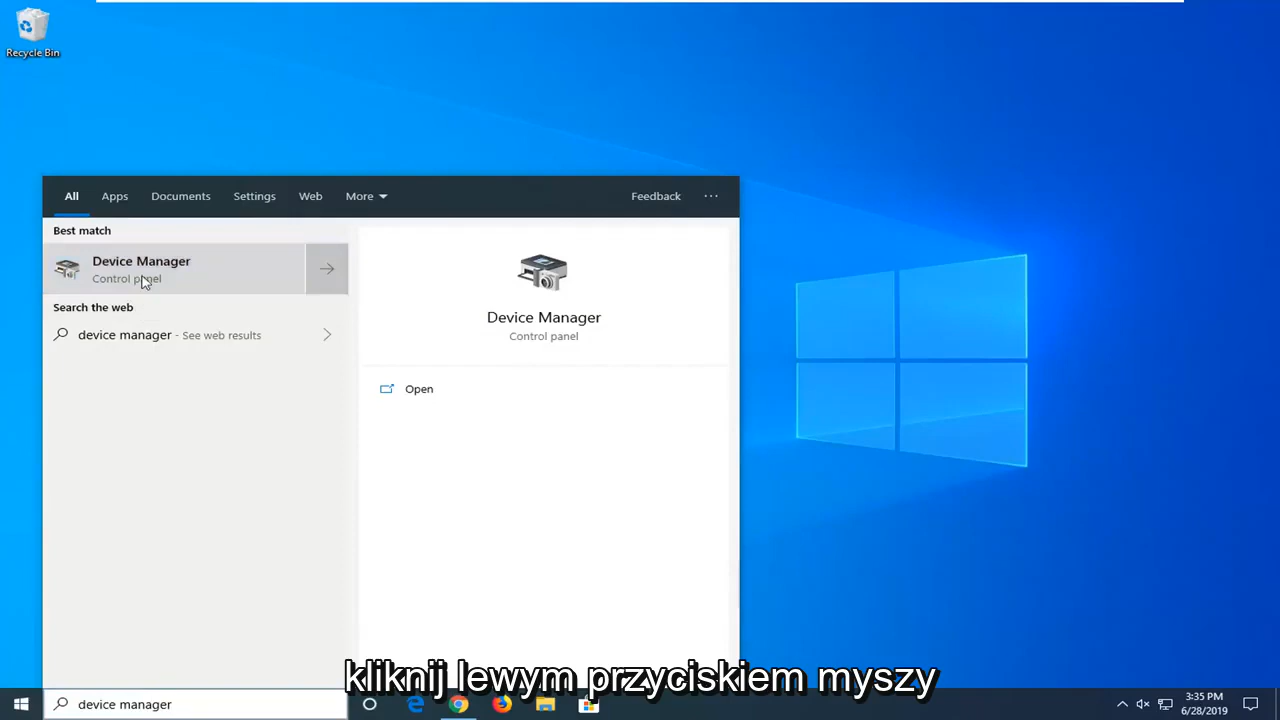 Recycle Bin
All Apps Documents Settings Web More Feedback ...
Best match
Device Manager
Control panel
Search the web
device manager - See web results
Device Manager
Control panel
Open
kliknij lewym przyciskiem myszy
device manager
3:35 PM
6/28/2019